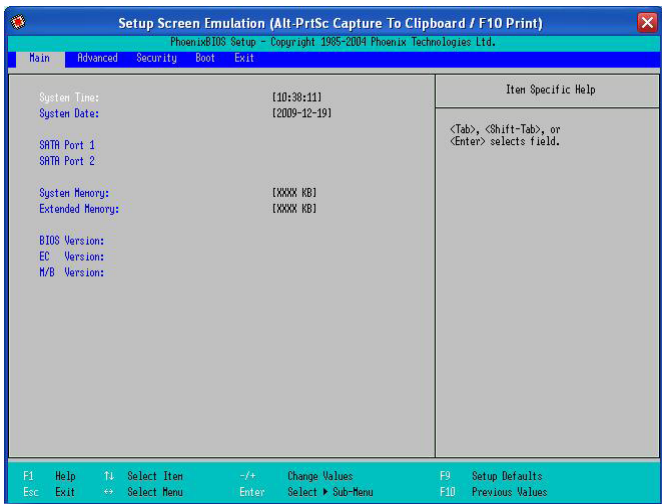 Setup Screen Emulation (Alt-PrtSc Capture To Clipboard / F10 Print)
PhoenixBIOS Setup - Copyright 1985-2004 Phoenix Technologies Ltd.
Main Advanced Security Boot Exit
Item Specific Help
System Time: [10:38:11]
System Date: [2009-12-19]
<Tab>, <Shift-Tab>, or
<Enter> selects field.
SATA Port 1
SATA Port 2
System Memory: [XXXX KB]
Extended Memory: [XXXX KB]
BIOS Version:
EC Version:
M/B Version:
F1 Help ↑↓ Select Item -/+ Change Values F9 Setup Defaults
Esc Exit ↔ Select Menu Enter Select ▶ Sub-Menu F10 Previous Values